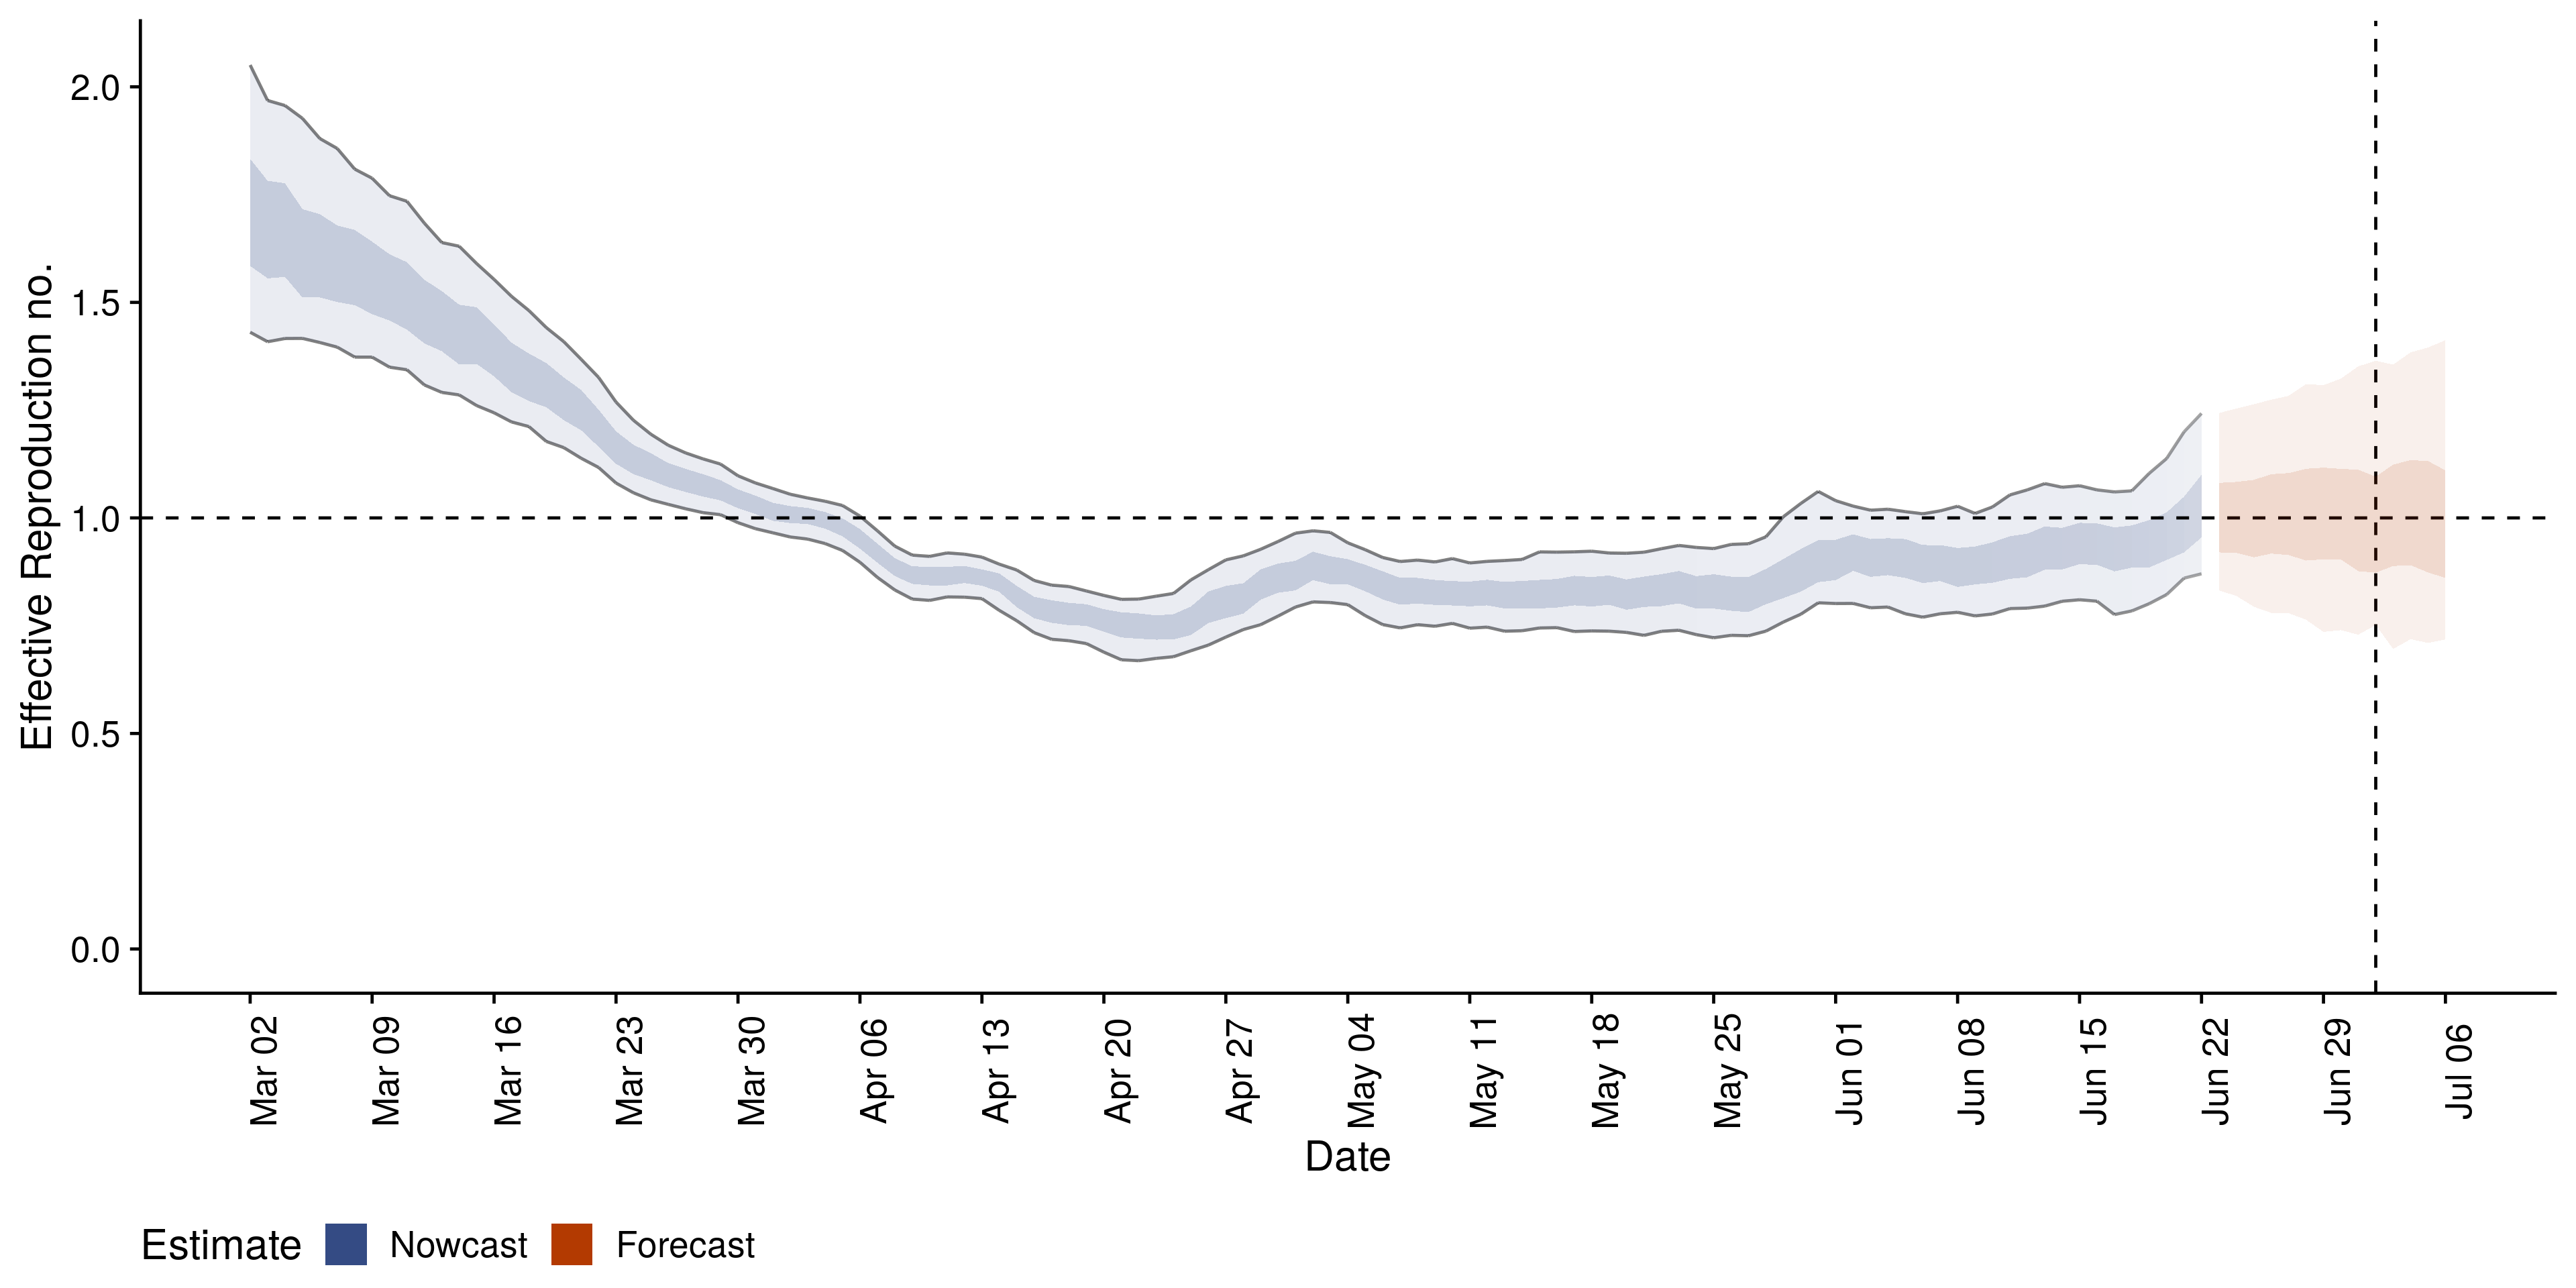 Effective Reproduction no.
2.0
1.5
1.0
0.5
0.0
Mar 02
Mar 09
Mar 16
Mar 23
Mar 30
Apr 06
Apr 13
Apr 20
Apr 27
May 04
May 11
May 18
May 25
Jun 01
Jun 08
Jun 15
Jun 22
Jun 29
Jul 06
Date
Estimate Nowcast Forecast